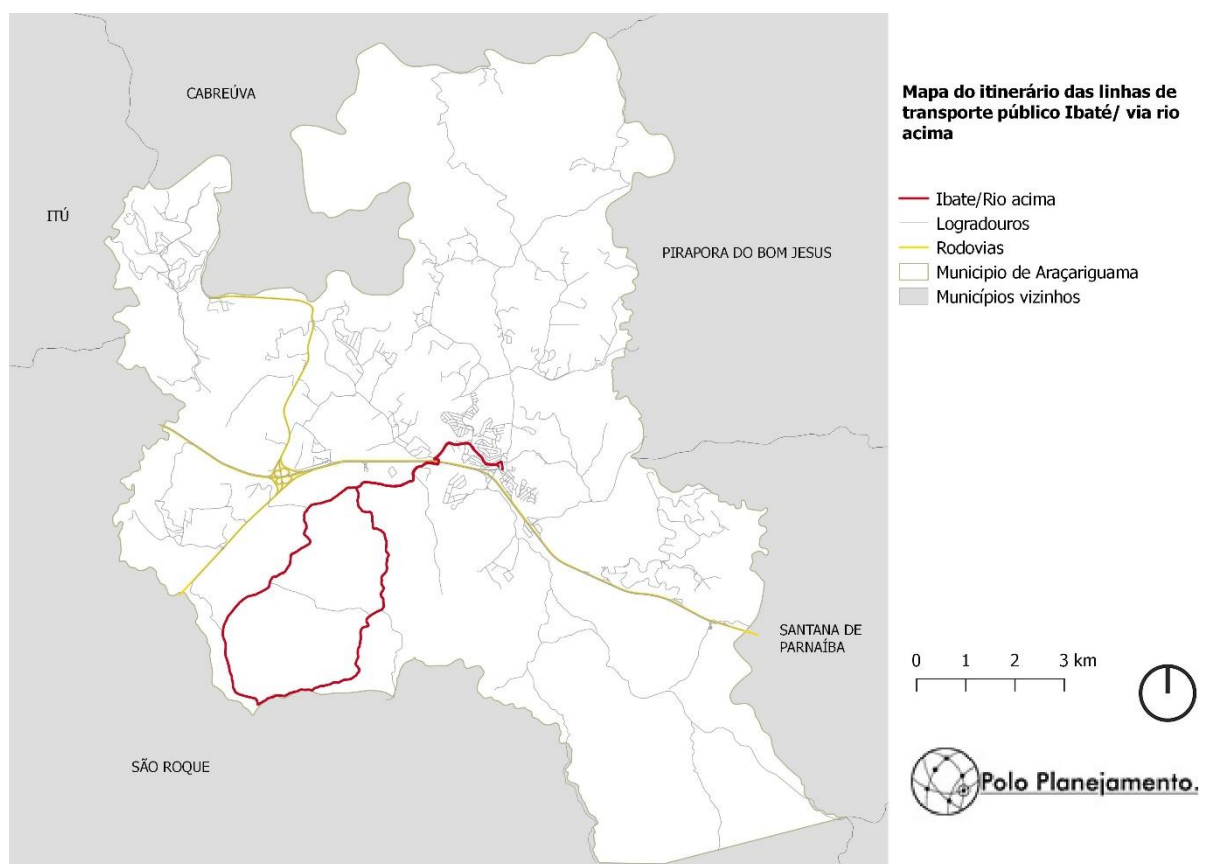 CABREÚVA
ITÚ
PIRAPORA DO BOM JESUS
SANTANA DE
PARNAÍBA
SÃO ROQUE
Mapa do itinerário das linhas de
transporte público Ibaté/ via rio
acima
Ibate/Rio acima
Logradouros
Rodovias
Municipio de Araçariguama
Municípios vizinhos
0 1 2 3 km
Polo Planejamento.